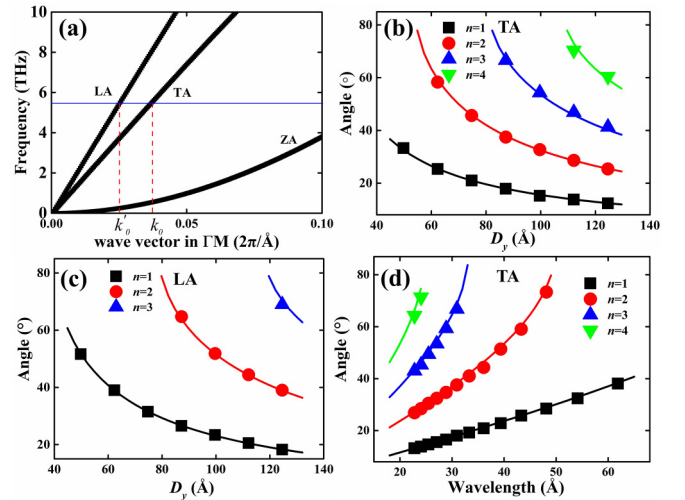 (a)
LA
TA
ZA
Frequency (THz)
10
8
6
4
2
0
0.00
k'0
k0
0.05
0.10
wave vector in ΓM (2π/Å)
(b)
TA
n=1
n=2
n=3
n=4
Angle (°)
80
60
40
20
40
60
80
100
120
140
Dy (Å)
(c)
LA
n=1
n=2
n=3
Angle (°)
80
60
40
20
40
60
80
100
120
140
Dy (Å)
(d)
TA
n=1
n=2
n=3
n=4
Angle (°)
80
60
40
20
20
30
40
50
60
Wavelength (Å)